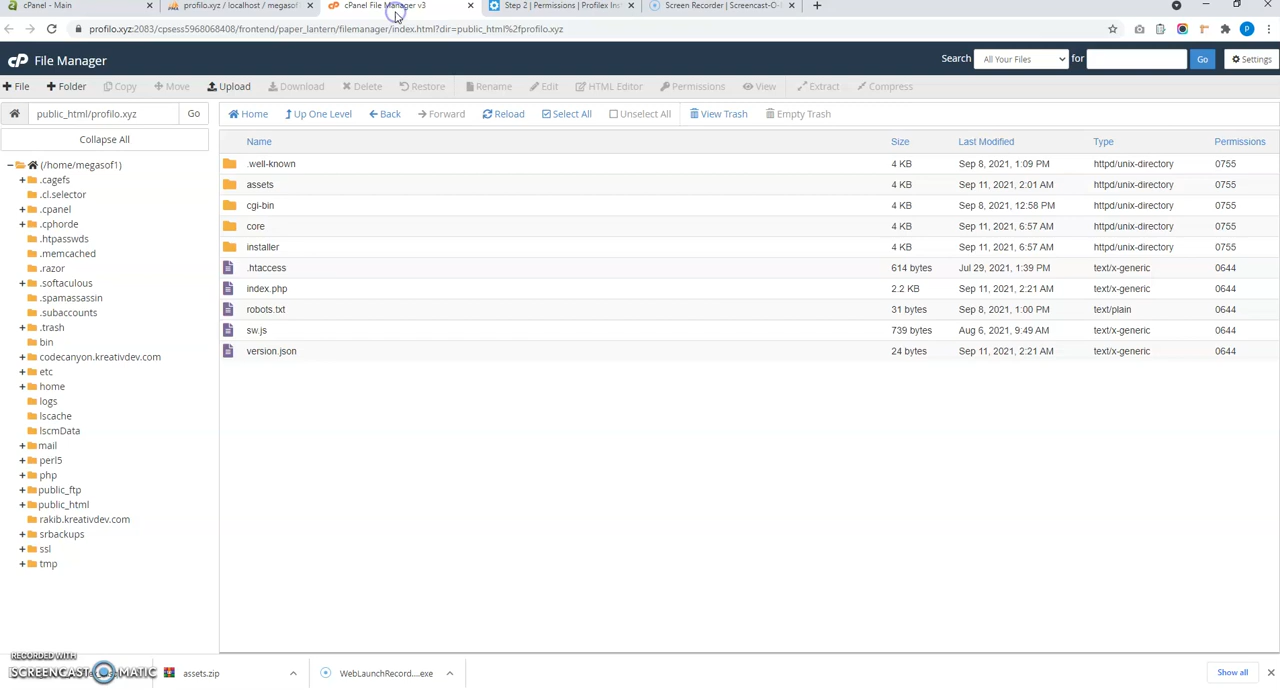 cPanel - Main
profilo.xyz / localhost / megasof
cPanel File Manager v3
Step 2 | Permissions | Profilex Ins
Screen Recorder | Screencast-O-
profilo.xyz:2083/cpsess5968068408/frontend/paper_lantern/filemanager/index.html?dir=public_html%2fprofilo.xyz
P
cP File Manager
Search All Your Files for Go Settings
File Folder Copy Move Upload Download Delete Restore Rename Edit HTML Editor Permissions View Extract Compress
public_html/profilo.xyz Go Home Up One Level Back Forward Reload Select All Unselect All View Trash Empty Trash
Collapse All
(/home/megasof1)
.cagefs
.cl.selector
.cpanel
.cphorde
.htpasswds
.memcached
.razor
.softaculous
.spamassassin
.subaccounts
.trash
bin
codecanyon.kreativdev.com
etc
home
logs
lscache
lscmData
mail
perl5
php
public_ftp
public_html
rakib.kreativdev.com
srbackups
ssl
tmp
Name Size Last Modified Type Permissions
.well-known 4 KB Sep 8, 2021, 1:09 PM httpd/unix-directory 0755
assets 4 KB Sep 11, 2021, 2:01 AM httpd/unix-directory 0755
cgi-bin 4 KB Sep 8, 2021, 12:58 PM httpd/unix-directory 0755
core 4 KB Sep 11, 2021, 6:57 AM httpd/unix-directory 0755
installer 4 KB Sep 11, 2021, 6:57 AM httpd/unix-directory 0755
.htaccess 614 bytes Jul 29, 2021, 1:39 PM text/x-generic 0644
index.php 2.2 KB Sep 11, 2021, 2:21 AM text/x-generic 0644
robots.txt 31 bytes Sep 8, 2021, 1:00 PM text/plain 0644
sw.js 739 bytes Aug 6, 2021, 9:49 AM text/x-generic 0644
version.json 24 bytes Sep 11, 2021, 2:21 AM text/x-generic 0644
RECORDED WITH
SCREENCAST MATIC
assets.zip
WebLaunchRecord....exe
Show all